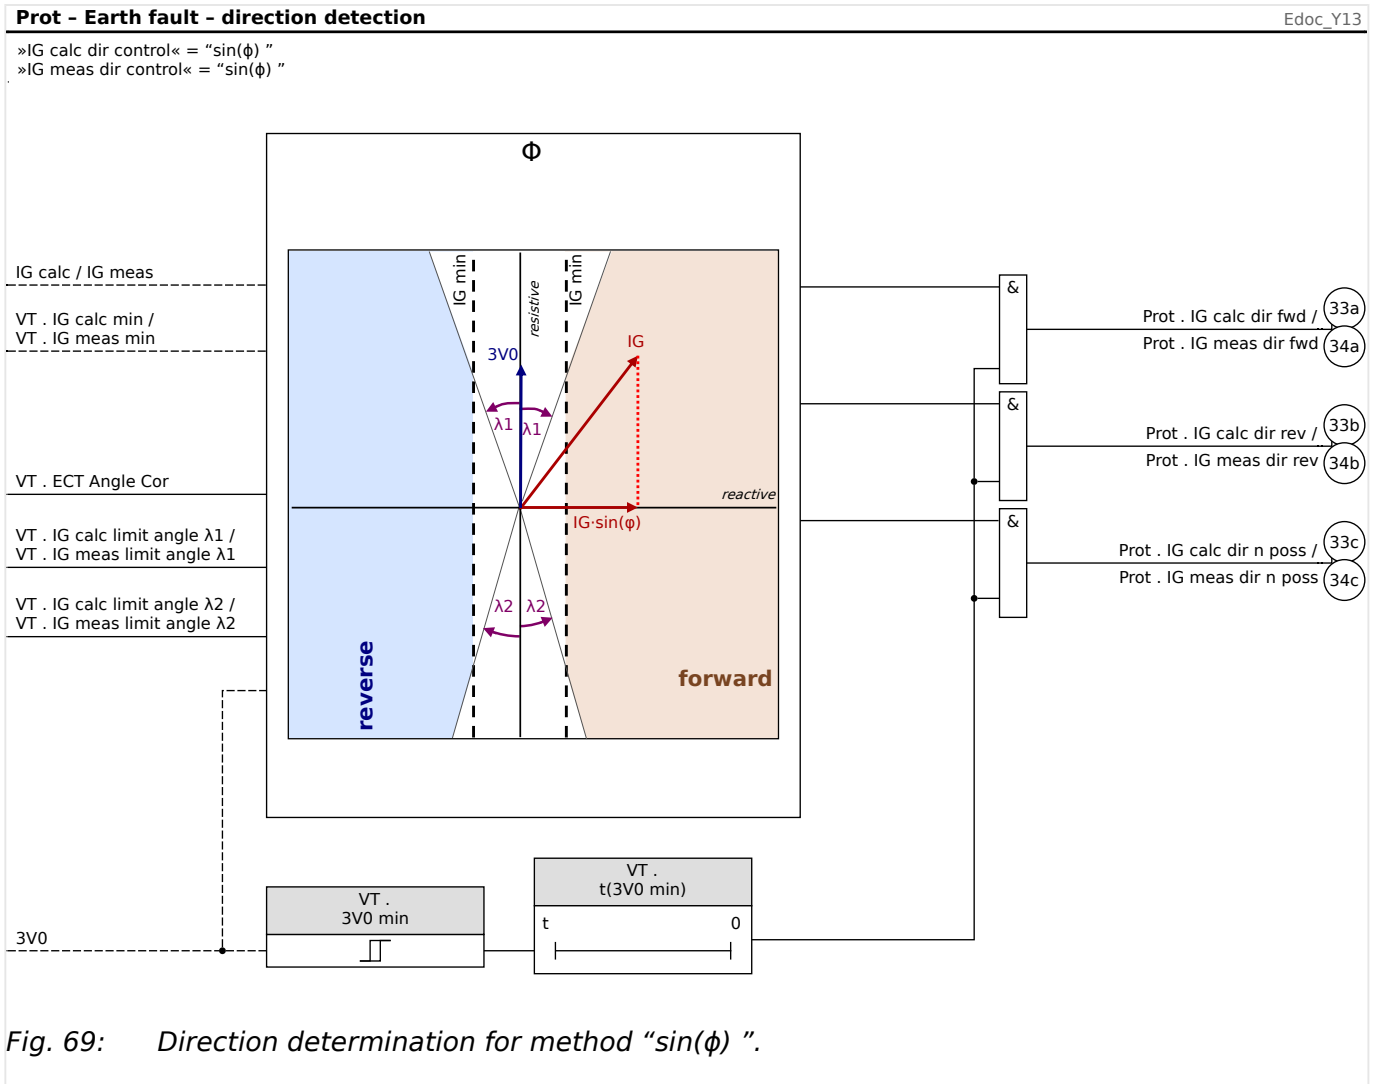 Prot – Earth fault – direction detection
Edoc_Y13
»IG calc dir control« = “sin(ϕ) ”
»IG meas dir control« = “sin(ϕ) ”
Φ
IG calc / IG meas
VT . IG calc min /
VT . IG meas min
VT . ECT Angle Cor
VT . IG calc limit angle λ1 /
VT . IG meas limit angle λ1
VT . IG calc limit angle λ2 /
VT . IG meas limit angle λ2
3V0
IG min
resistive
IG min
3V0
IG
λ1
λ1
reactive
IG·sin(φ)
λ2
λ2
reverse
forward
&
Prot . IG calc dir fwd /
33a
Prot . IG meas dir fwd
34a
&
Prot . IG calc dir rev /
33b
Prot . IG meas dir rev
34b
&
Prot . IG calc dir n poss /
33c
Prot . IG meas dir n poss
34c
VT .
3V0 min
VT .
t(3V0 min)
t
0
Fig. 69: Direction determination for method “sin(ϕ) ”.